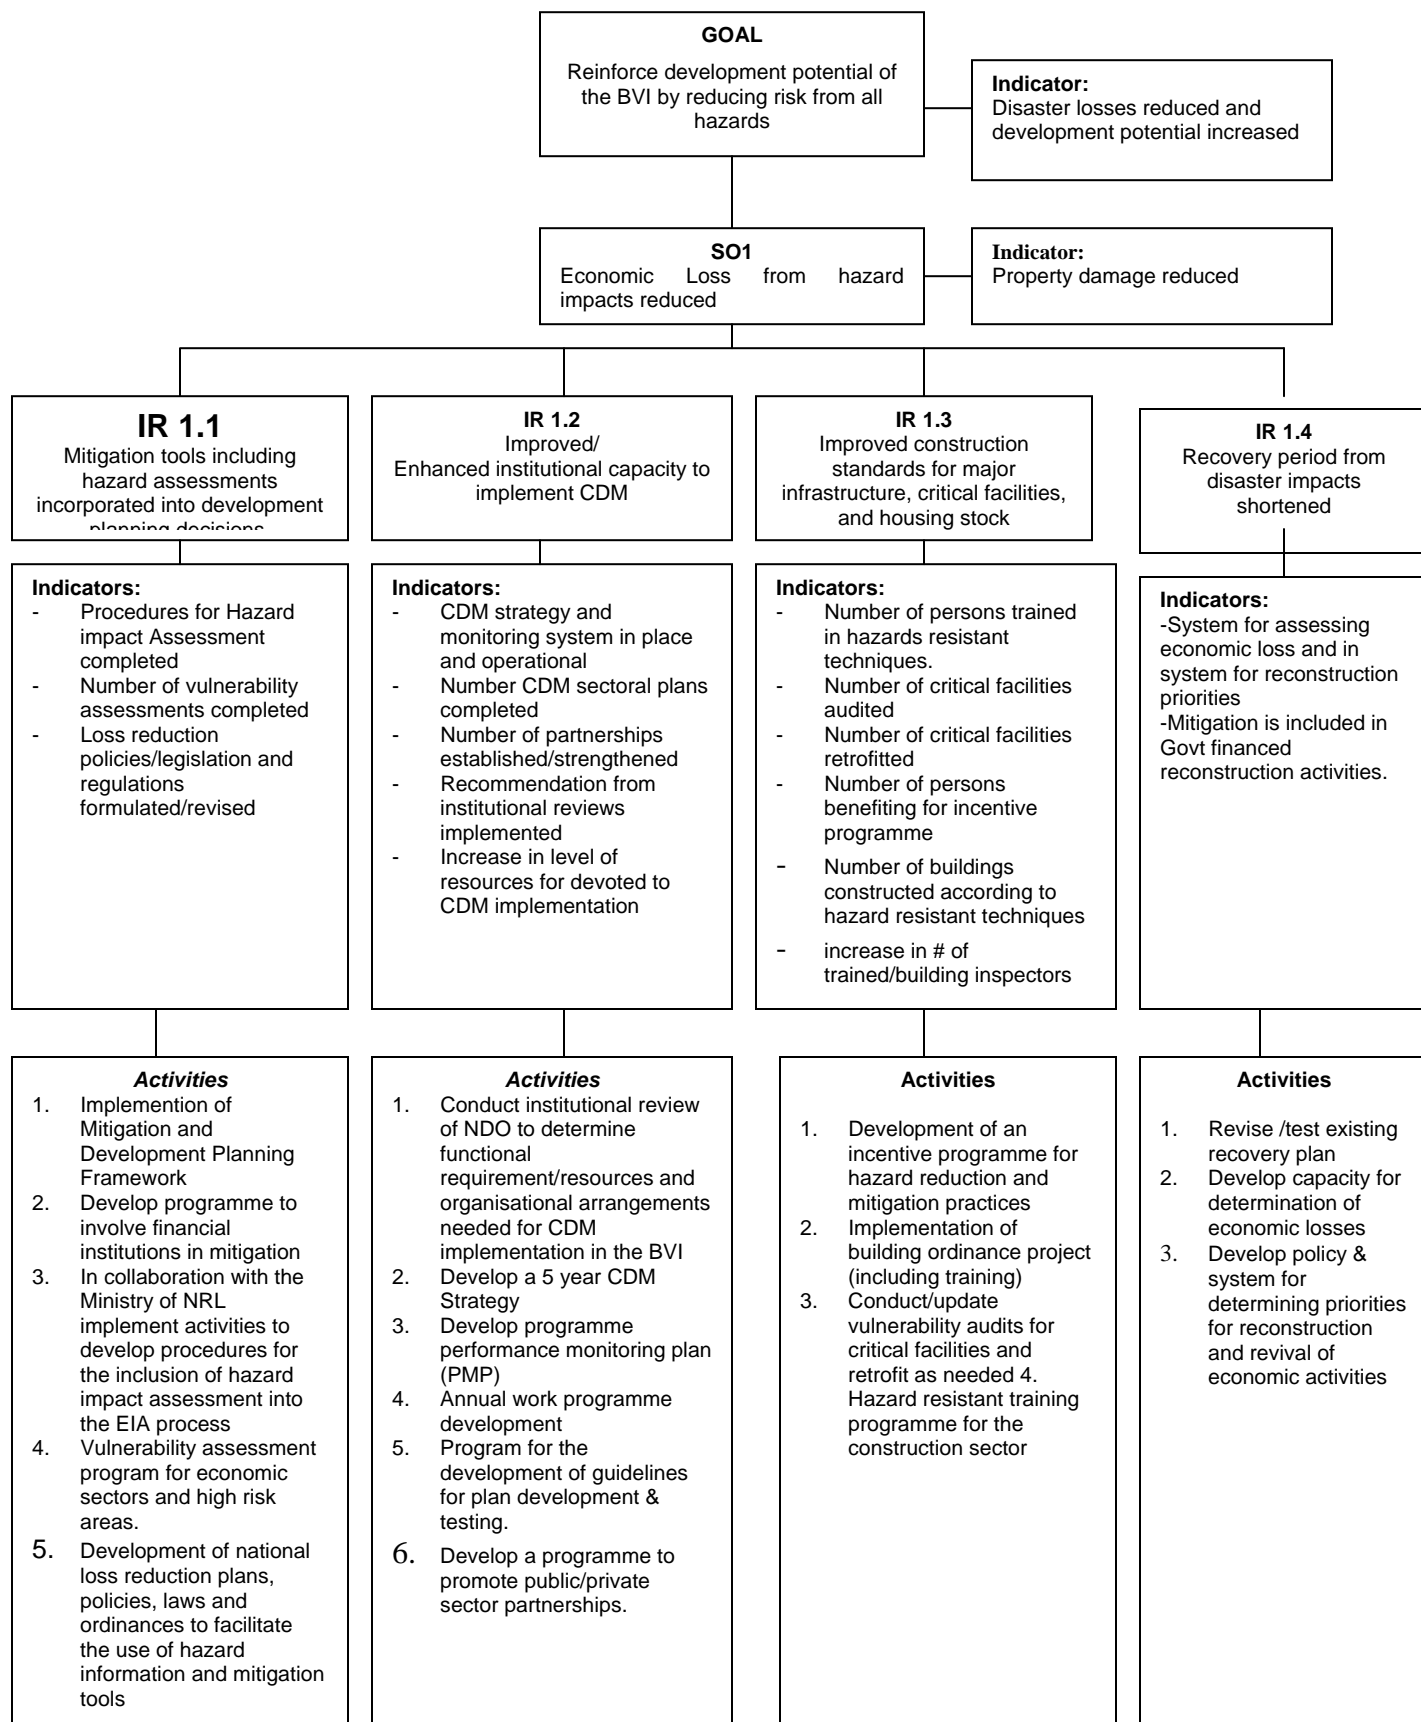 GOAL
Reinforce development potential of
the BVI by reducing risk from all
hazards
Indicator:
Disaster losses reduced and
development potential increased
SO1
Economic Loss from hazard
impacts reduced
Indicator:
Property damage reduced
IR 1.1
Mitigation tools including
hazard assessments
incorporated into development
planning decisions
IR 1.2
Improved/
Enhanced institutional capacity to
implement CDM
IR 1.3
Improved construction
standards for major
infrastructure, critical facilities,
and housing stock
IR 1.4
Recovery period from
disaster impacts
shortened
Indicators:
- Procedures for Hazard
impact Assessment
completed
- Number of vulnerability
assessments completed
- Loss reduction
policies/legislation and
regulations
formulated/revised
Indicators:
- CDM strategy and
monitoring system in place
and operational
- Number CDM sectoral plans
completed
- Number of partnerships
established/strengthened
- Recommendation from
institutional reviews
implemented
- Increase in level of
resources for devoted to
CDM implementation
Indicators:
- Number of persons trained
in hazards resistant
techniques.
- Number of critical facilities
audited
- Number of critical facilities
retrofitted
- Number of persons
benefiting for incentive
programme
- Number of buildings
constructed according to
hazard resistant techniques
- increase in # of
trained/building inspectors
Indicators:
-System for assessing
economic loss and in
system for reconstruction
priorities
-Mitigation is included in
Govt financed
reconstruction activities.
Activities
1. Implemention of
Mitigation and
Development Planning
Framework
2. Develop programme to
involve financial
institutions in mitigation
3. In collaboration with the
Ministry of NRL
implement activities to
develop procedures for
the inclusion of hazard
impact assessment into
the EIA process
4. Vulnerability assessment
program for economic
sectors and high risk
areas.
5. Development of national
loss reduction plans,
policies, laws and
ordinances to facilitate
the use of hazard
information and mitigation
tools
Activities
1. Conduct institutional review
of NDO to determine
functional
requirement/resources and
organisational arrangements
needed for CDM
implementation in the BVI
2. Develop a 5 year CDM
Strategy
3. Develop programme
performance monitoring plan
(PMP)
4. Annual work programme
development
5. Program for the
development of guidelines
for plan development &
testing.
6. Develop a programme to
promote public/private
sector partnerships.
Activities
1. Development of an
incentive programme for
hazard reduction and
mitigation practices
2. Implementation of
building ordinance project
(including training)
3. Conduct/update
vulnerability audits for
critical facilities and
retrofit as needed 4.
Hazard resistant training
programme for the
construction sector
Activities
1. Revise /test existing
recovery plan
2. Develop capacity for
determination of
economic losses
3. Develop policy &
system for
determining priorities
for reconstruction
and revival of
economic activities